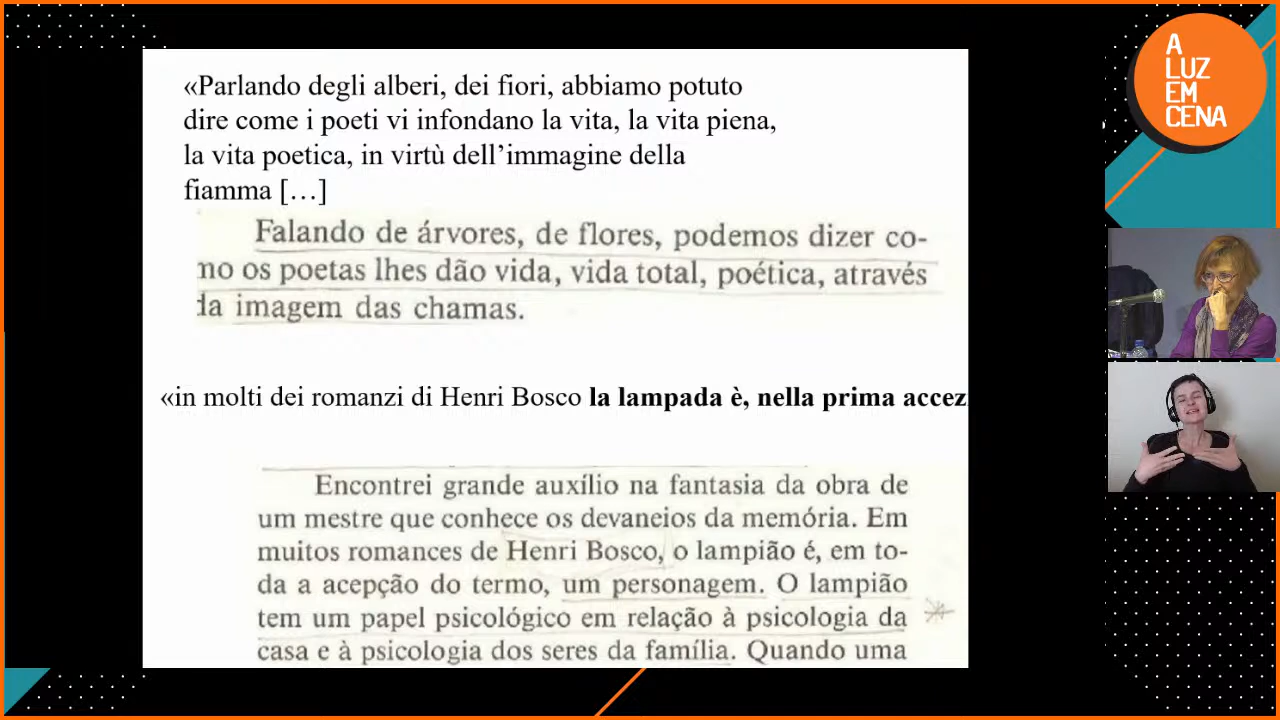 «Parlando degli alberi, dei fiori, abbiamo potuto
dire come i poeti vi infondano la vita, la vita piena,
la vita poetica, in virtù dell’immagine della
fiamma […]
Falando de árvores, de flores, podemos dizer co-
no os poetas lhes dão vida, vida total, poética, através
la imagem das chamas.
«in molti dei romanzi di Henri Bosco la lampada è, nella prima accez
Encontrei grande auxílio na fantasia da obra de
um mestre que conhece os devaneios da memória. Em
muitos romances de Henri Bosco, o lampião é, em to-
da a acepção do termo, um personagem. O lampião
tem um papel psicológico em relação à psicologia da
casa e à psicologia dos seres da família. Quando uma
A
LUZ
EM
CENA